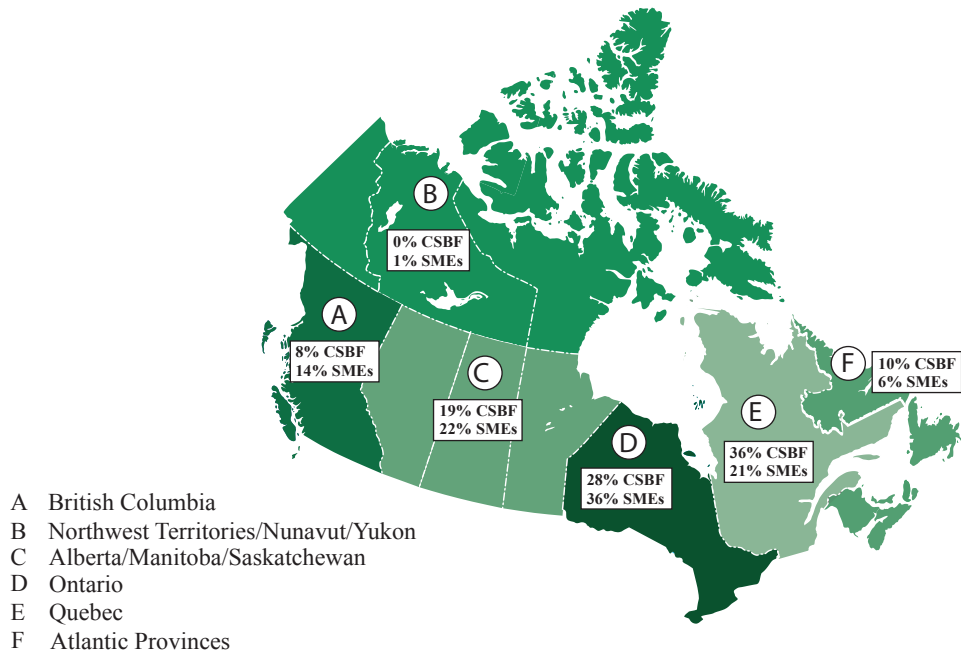 B
0% CSBF
1% SMEs
A
8% CSBF
14% SMEs
C
19% CSBF
22% SMEs
D
28% CSBF
36% SMEs
E
36% CSBF
21% SMEs
F
10% CSBF
6% SMEs
A British Columbia
B Northwest Territories/Nunavut/Yukon
C Alberta/Manitoba/Saskatchewan
D Ontario
E Quebec
F Atlantic Provinces